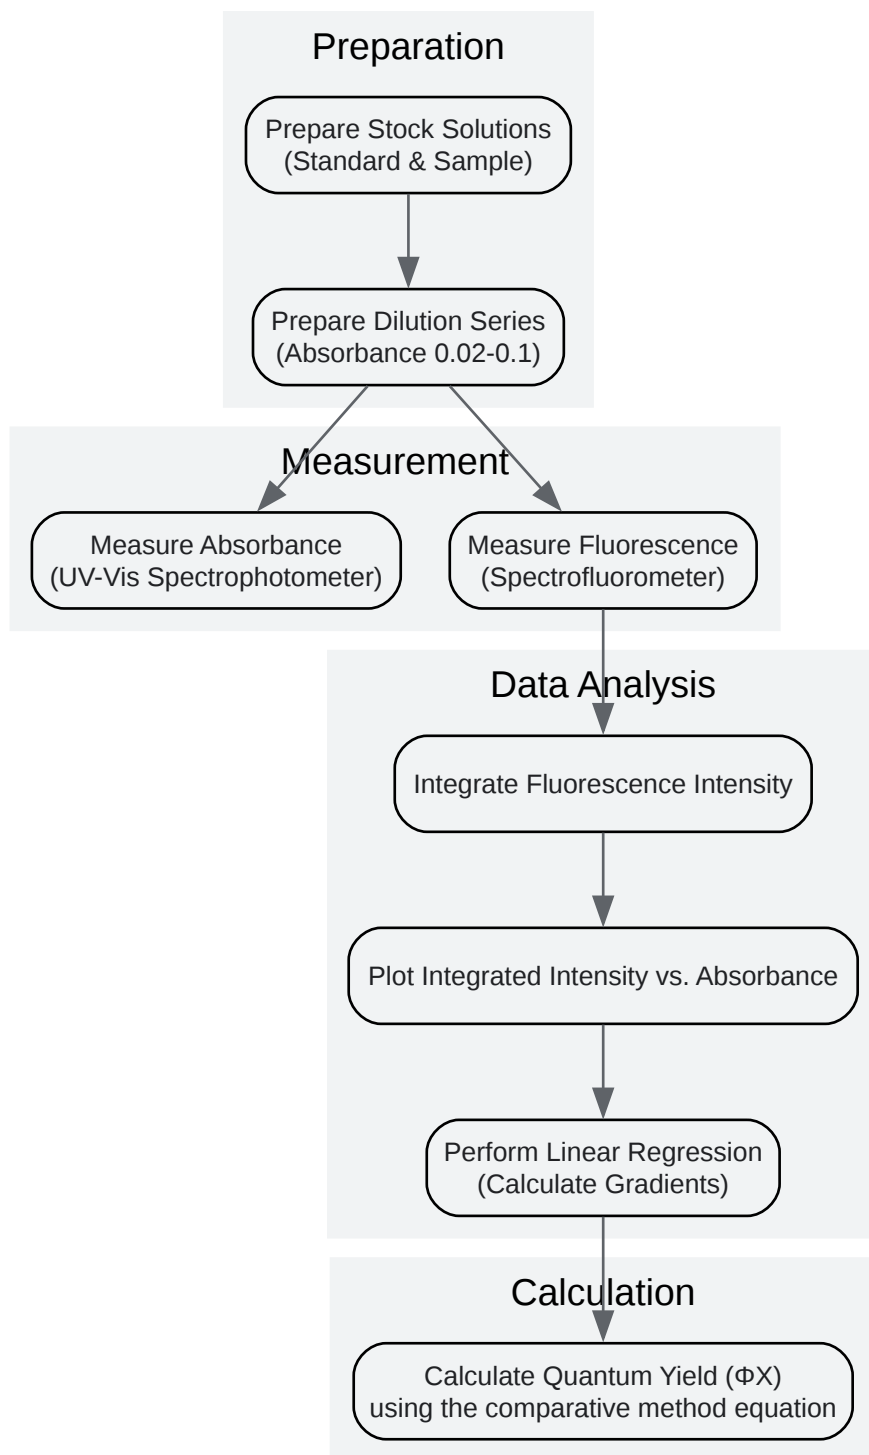 Preparation
Prepare Stock Solutions
(Standard & Sample)
Prepare Dilution Series
(Absorbance 0.02-0.1)
Measurement
Measure Absorbance
(UV-Vis Spectrophotometer)
Measure Fluorescence
(Spectrofluorometer)
Data Analysis
Integrate Fluorescence Intensity
Plot Integrated Intensity vs. Absorbance
Perform Linear Regression
(Calculate Gradients)
Calculation
Calculate Quantum Yield (ΦX)
using the comparative method equation